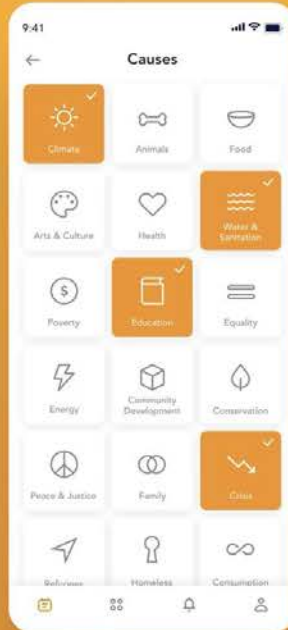 9:41
Causes
Climate
Animals
Food
Arts & Culture
Health
Water &
Sanitation
Poverty
Education
Equality
Energy
Community
Development
Conservation
Peace & Justice
Family
Crisis
Refugees
Homeless
Consumption